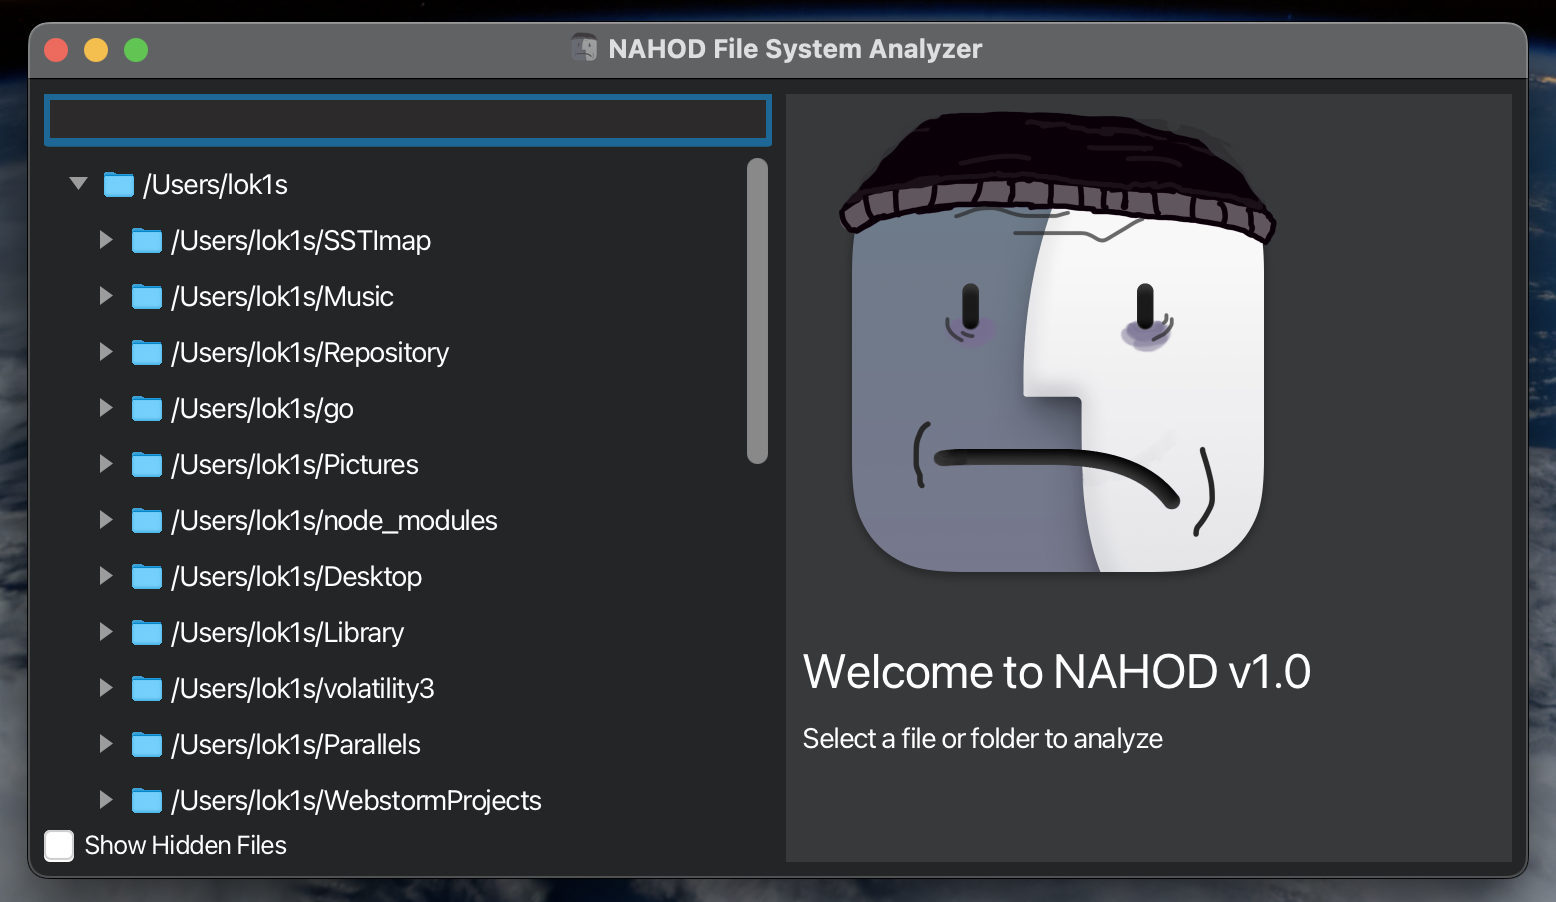 NAHOD File System Analyzer
/Users/lok1s
/Users/lok1s/SSTImap
/Users/lok1s/Music
/Users/lok1s/Repository
/Users/lok1s/go
/Users/lok1s/Pictures
/Users/lok1s/node_modules
/Users/lok1s/Desktop
/Users/lok1s/Library
/Users/lok1s/volatility3
/Users/lok1s/Parallels
/Users/lok1s/WebstormProjects
Show Hidden Files
Welcome to NAHOD v1.0
Select a file or folder to analyze